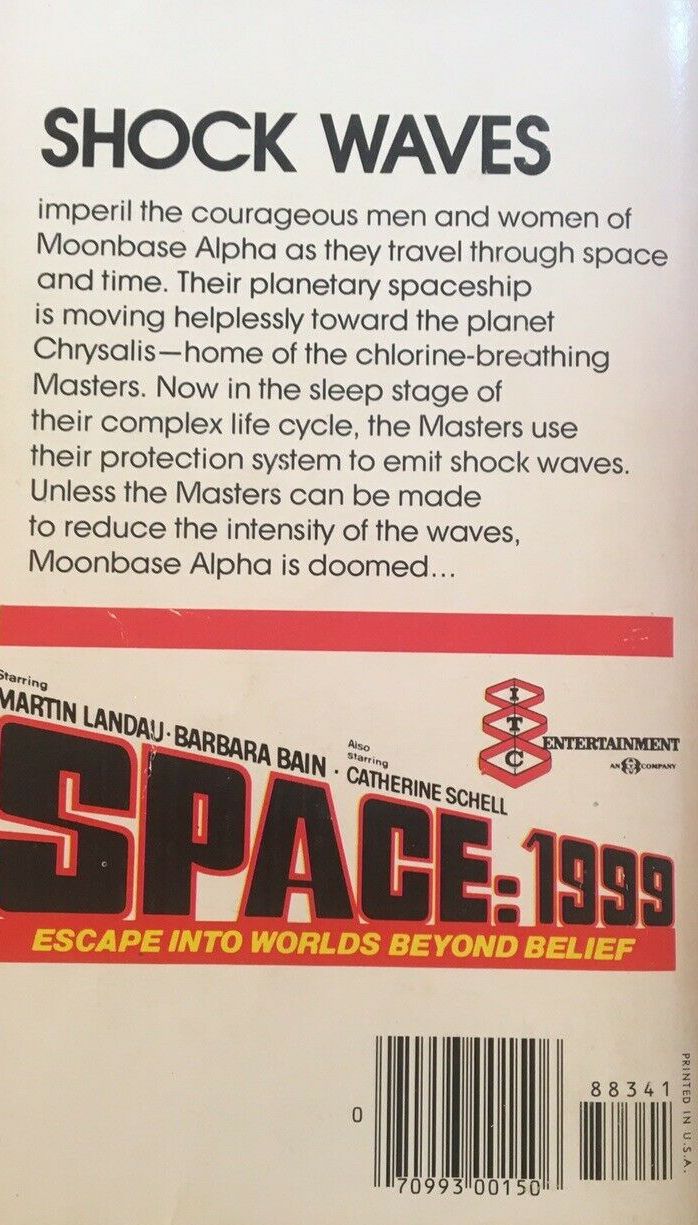 SHOCK WAVES
imperil the courageous men and women of
Moonbase Alpha as they travel through space
and time. Their planetary spaceship
is moving helplessly toward the planet
Chrysalis—home of the chlorine-breathing
Masters. Now in the sleep stage of
their complex life cycle, the Masters use
their protection system to emit shock waves.
Unless the Masters can be made
to reduce the intensity of the waves,
Moonbase Alpha is doomed...
Starring
MARTIN LANDAU · BARBARA BAIN ·
Also
starring
CATHERINE SCHELL
I
T
C
ENTERTAINMENT
AN COMPANY
SPACE: 1999
ESCAPE INTO WORLDS BEYOND BELIEF
88341
0
70993 00150
PRINTED IN U.S.A.